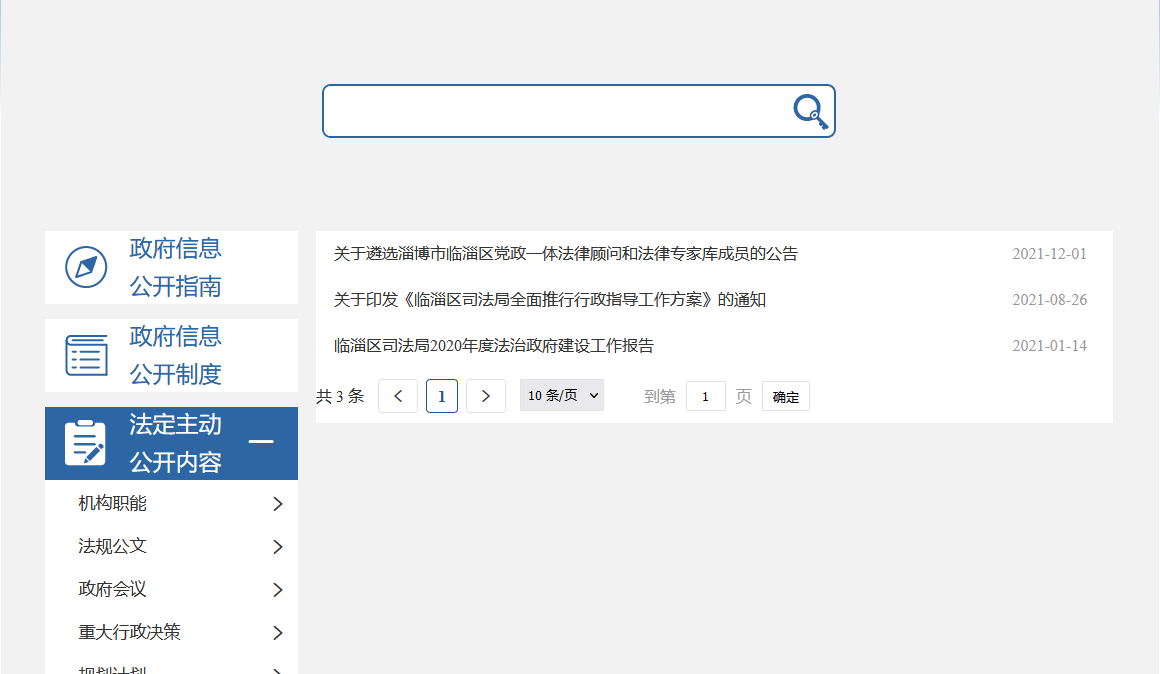 政府信息
公开指南
政府信息
公开制度
法定主动
公开内容
机构职能
法规公文
政府会议
重大行政决策
规划计划
关于遴选淄博市临淄区党政一体法律顾问和法律专家库成员的公告 2021-12-01
关于印发《临淄区司法局全面推行行政指导工作方案》的通知 2021-08-26
临淄区司法局2020年度法治政府建设工作报告 2021-01-14
共 3 条 1 10 条/页 到第 1 页 确定